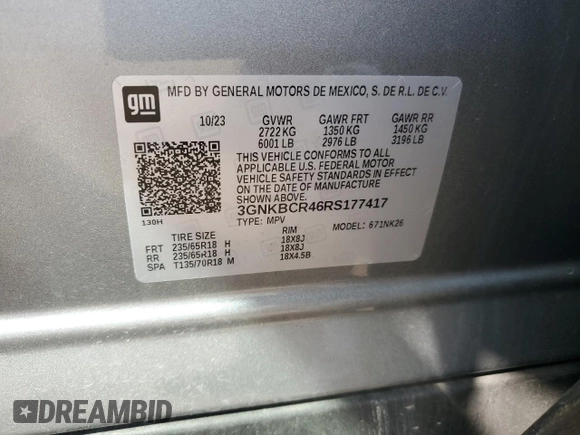 gm
MFD BY GENERAL MOTORS DE MEXICO, S. DE R.L. DE C.V.
10/23 GVWR GAWR FRT GAWR RR
2722 KG 1350 KG 1450 KG
6001 LB 2976 LB 3196 LB
THIS VEHICLE CONFORMS TO ALL
APPLICABLE U.S. FEDERAL MOTOR
VEHICLE SAFETY STANDARDS IN EFFECT
ON THE DATE OF MANUFACTURE
SHOWN ABOVE.
3GNKBCR46RS177417
130H TYPE: MPV MODEL: 671NK26
TIRE SIZE RIM
FRT 235/65R18 H 18X8J
RR 235/65R18 H 18X8J
SPA T135/70R18 M 18X4.5B
DREAMBID